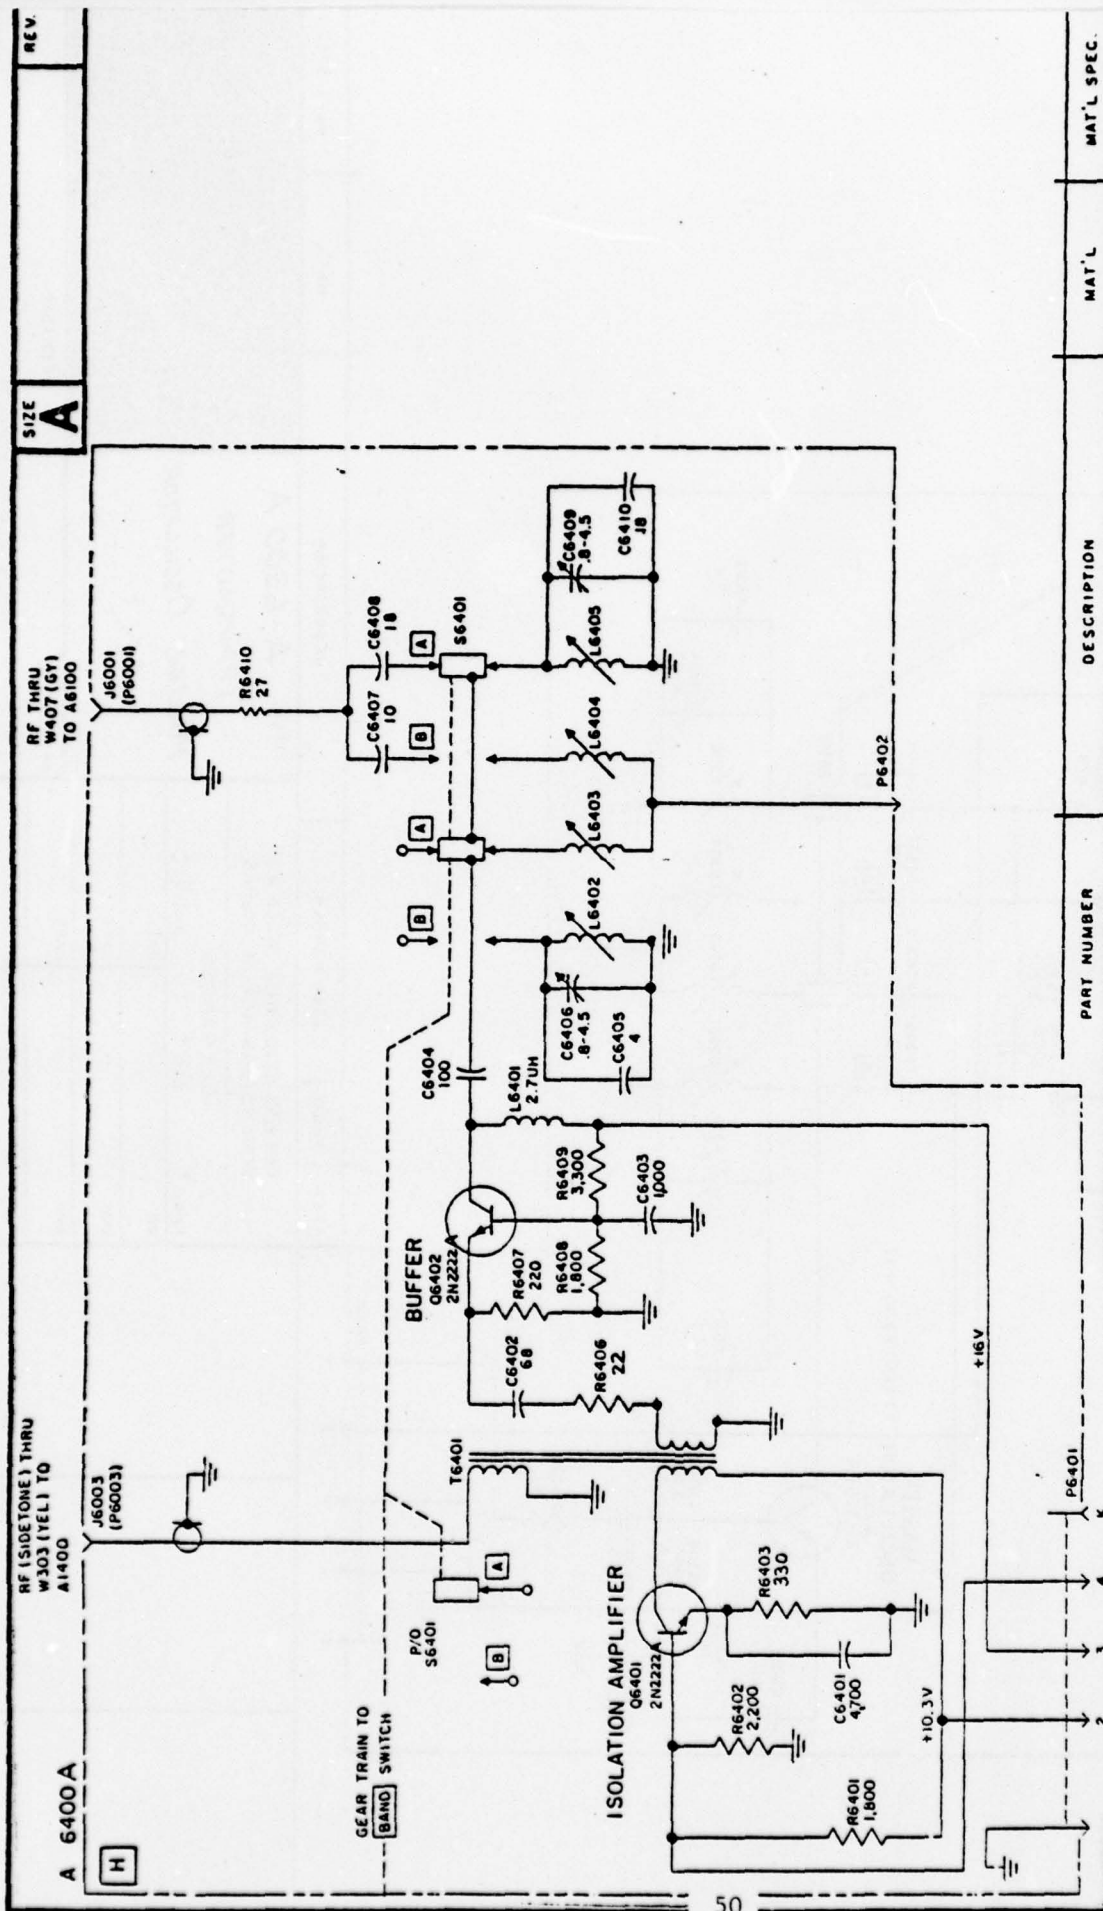 A 6400A
H
RF (SIDETONE) THRU
W303 (YEL) TO
A1400
J6003
(P6003)
RF THRU
W407 (GY)
TO A6100
J6001
(P6001)
SIZE
A
REV.
GEAR TRAIN TO
BAND SWITCH
P/O
S6401
B
A
T6401
R6410
27
C6407
10
C6408
18
B
A
B
A
S6401
BUFFER
Q6402
2N2222A
C6404
100
C6402
68
R6407
220
R6406
22
R6408
1,800
R6409
3,300
C6403
1,000
L6401
2.7UH
C6406
.8-4.5
C6405
4
L6402
L6403
L6404
L6405
C6409
.8-4.5
C6410
18
P6402
ISOLATION AMPLIFIER
Q6401
2N2222A
R6402
2,200
R6403
330
C6401
4,700
R6401
1,800
+10.3V
+16V
P6401
2
4
K
PART NUMBER
DESCRIPTION
MAT'L
MAT'L SPEC.
50